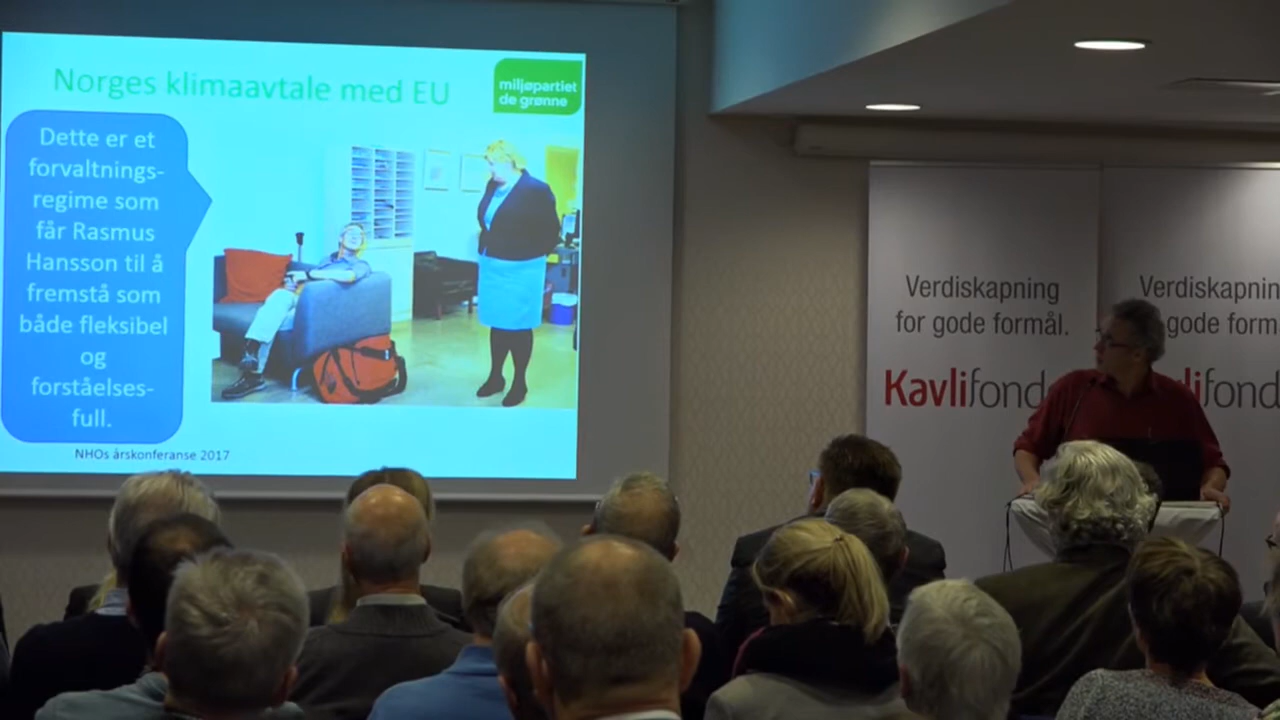 Norges klimaavtale med EU
miljøpartiet
de grønne
Dette er et
forvaltnings-
regime som
får Rasmus
Hansson til å
fremstå som
både fleksibel
og
forståelses-
full.
NHOs årskonferanse 2017
Verdiskapning
for gode formål.
Kavlifond
Verdiskapnin
gode form
vlifond